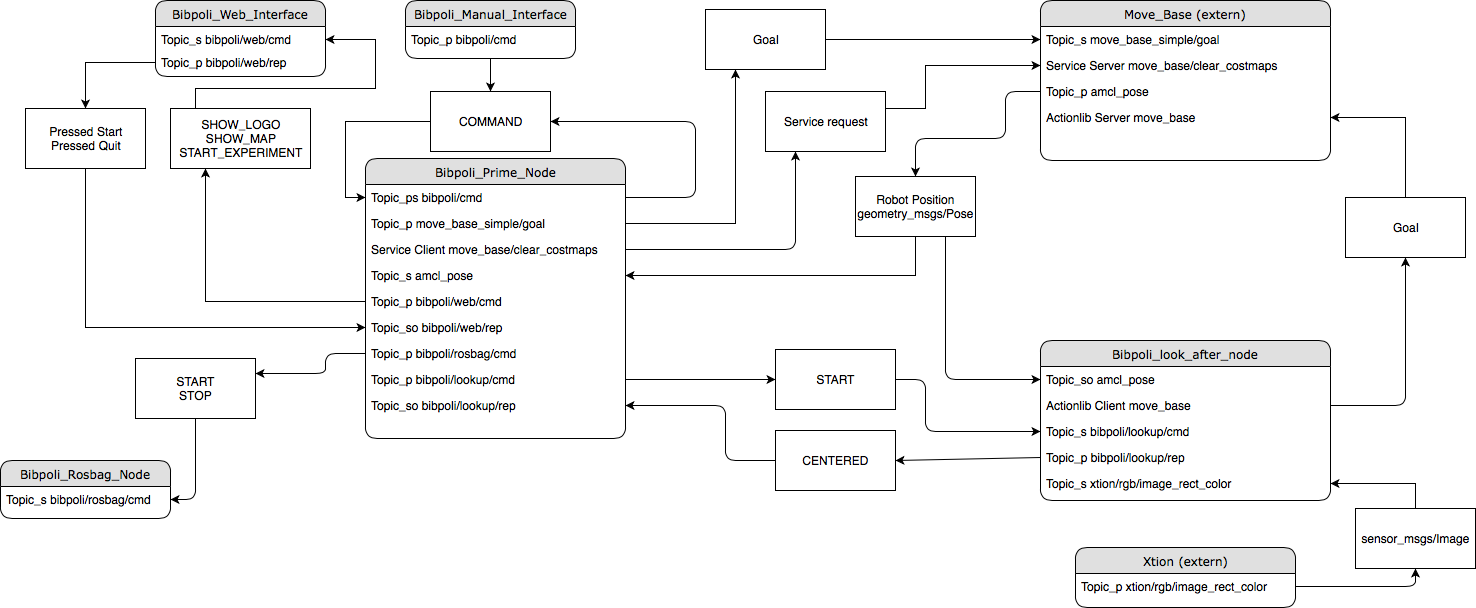 Bibpoli_Web_Interface
Topic_s bibpoli/web/cmd
Topic_p bibpoli/web/rep
Bibpoli_Manual_Interface
Topic_p bibpoli/cmd
Goal
Move_Base (extern)
Topic_s move_base_simple/goal
Service Server move_base/clear_costmaps
Topic_p amcl_pose
Actionlib Server move_base
Pressed Start
Pressed Quit
SHOW_LOGO
SHOW_MAP
START_EXPERIMENT
COMMAND
Service request
Bibpoli_Prime_Node
Topic_ps bibpoli/cmd
Topic_p move_base_simple/goal
Service Client move_base/clear_costmaps
Topic_s amcl_pose
Topic_p bibpoli/web/cmd
Topic_so bibpoli/web/rep
Topic_p bibpoli/rosbag/cmd
Topic_p bibpoli/lookup/cmd
Topic_so bibpoli/lookup/rep
Robot Position
geometry_msgs/Pose
Goal
START
STOP
START
CENTERED
Bibpoli_look_after_node
Topic_so amcl_pose
Actionlib Client move_base
Topic_s bibpoli/lookup/cmd
Topic_p bibpoli/lookup/rep
Topic_s xtion/rgb/image_rect_color
Bibpoli_Rosbag_Node
Topic_s bibpoli/rosbag/cmd
sensor_msgs/Image
Xtion (extern)
Topic_p xtion/rgb/image_rect_color